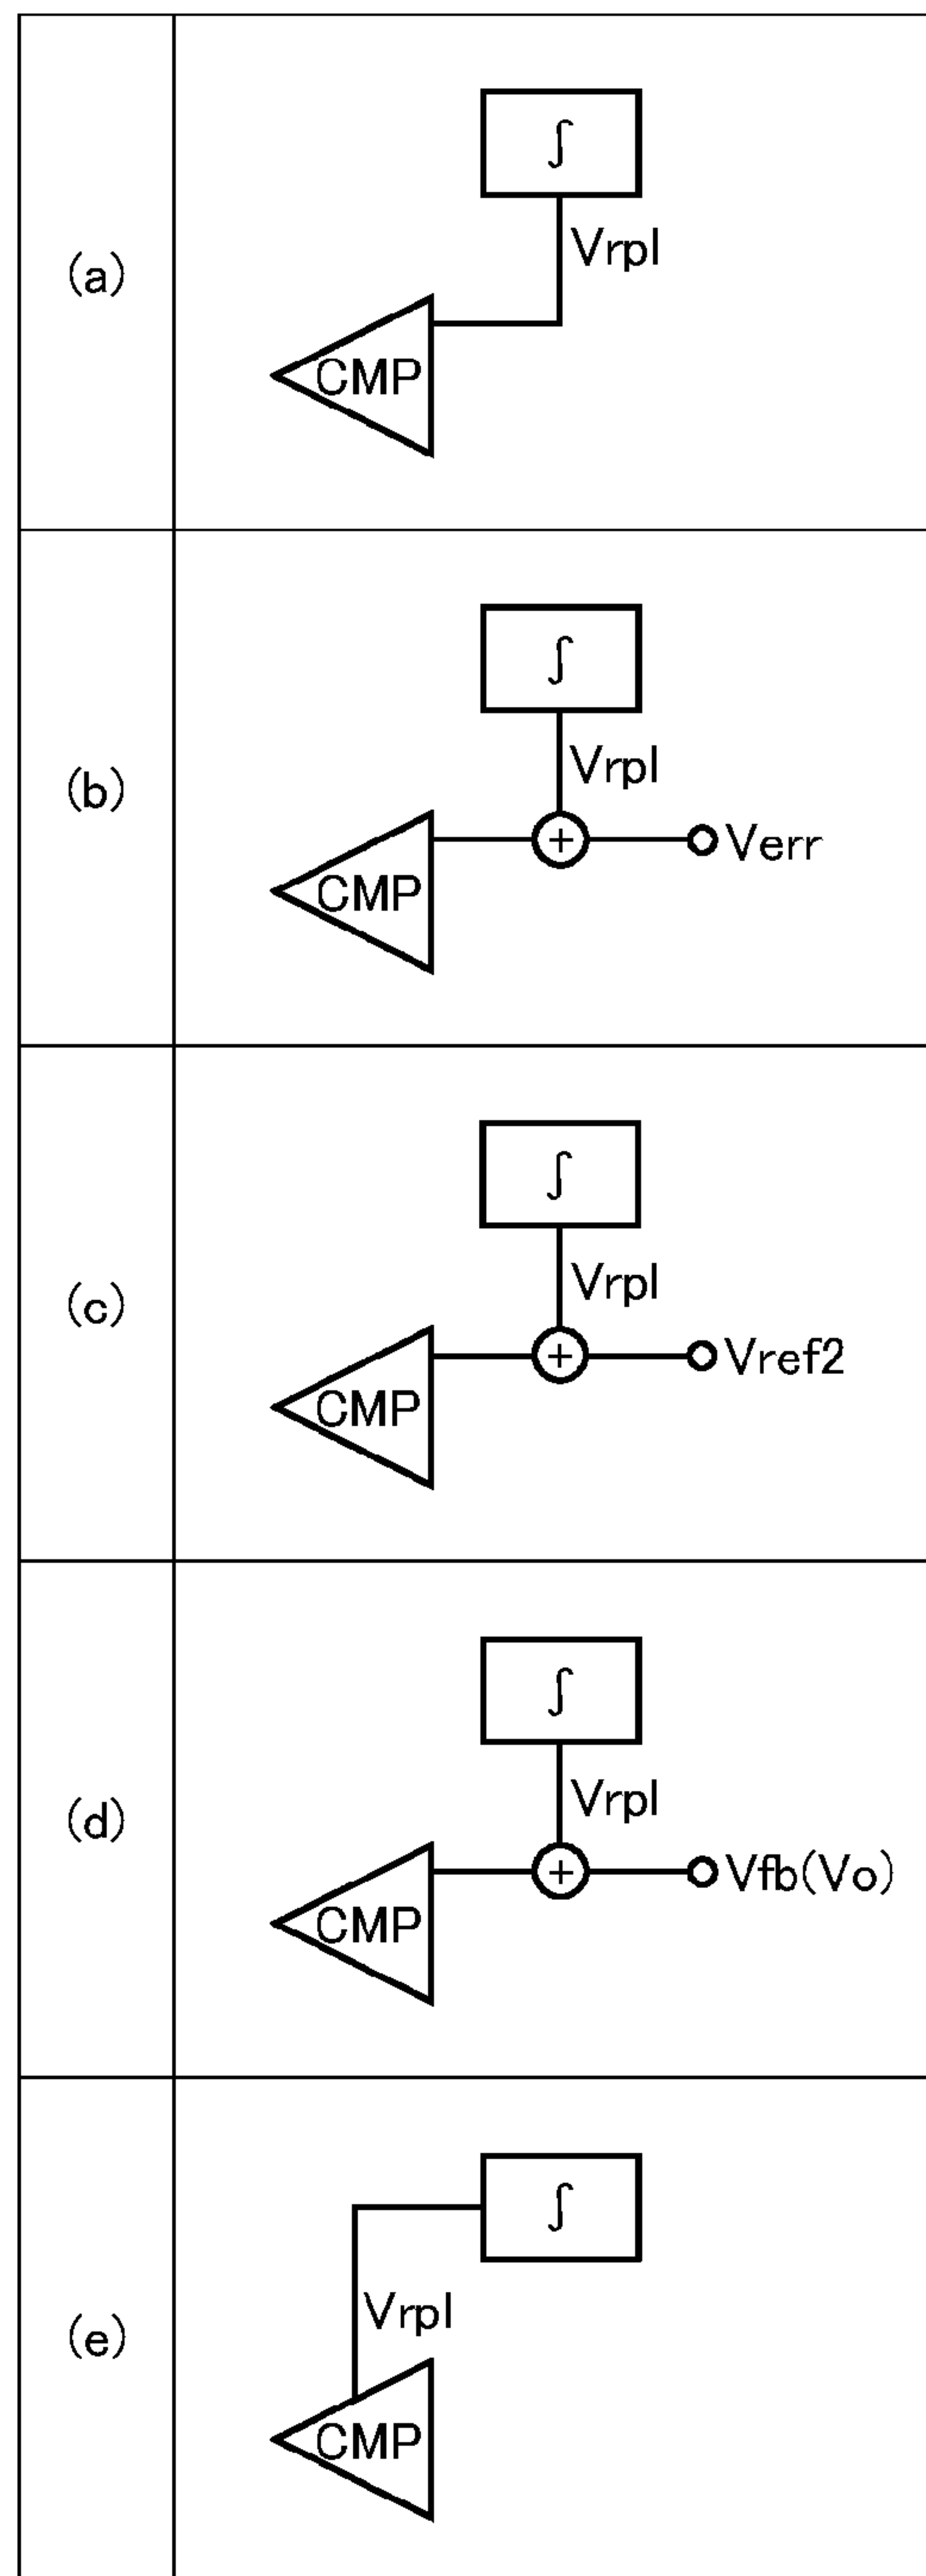 (a)
∫
Vrpl
CMP
(b)
∫
Vrpl
+
Verr
CMP
(c)
∫
Vrpl
+
Vref2
CMP
(d)
∫
Vrpl
+
Vfb(Vo)
CMP
(e)
∫
Vrpl
CMP